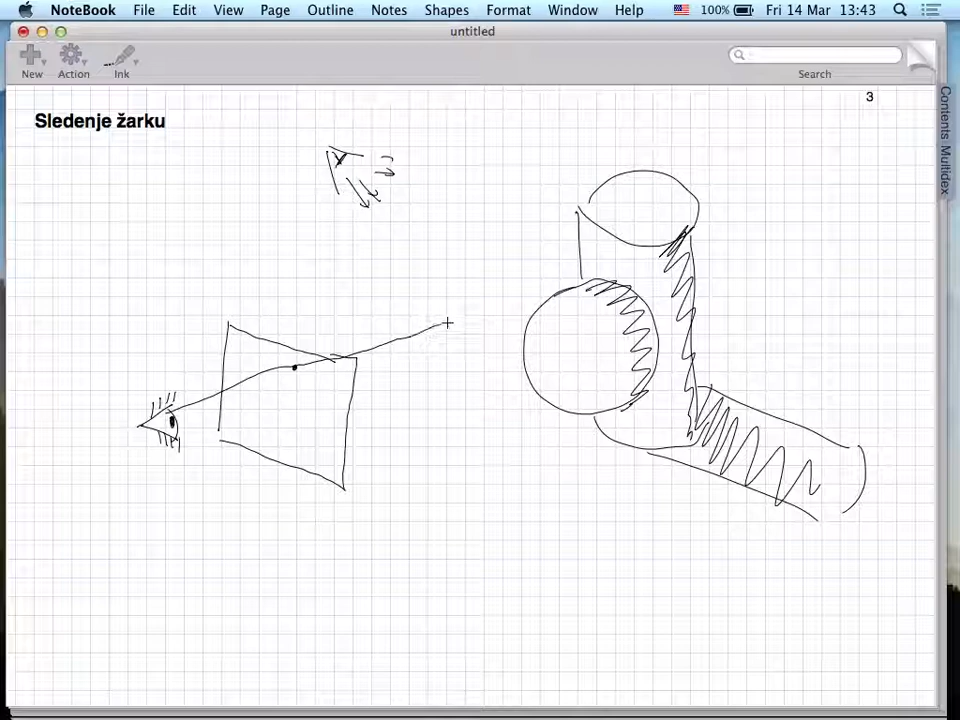 NoteBook File Edit View Page Outline Notes Shapes Format Window Help 100% Fri 14 Mar 13:43
untitled
New Action Ink Search
3
Sledenje žarku
Contents Multidex